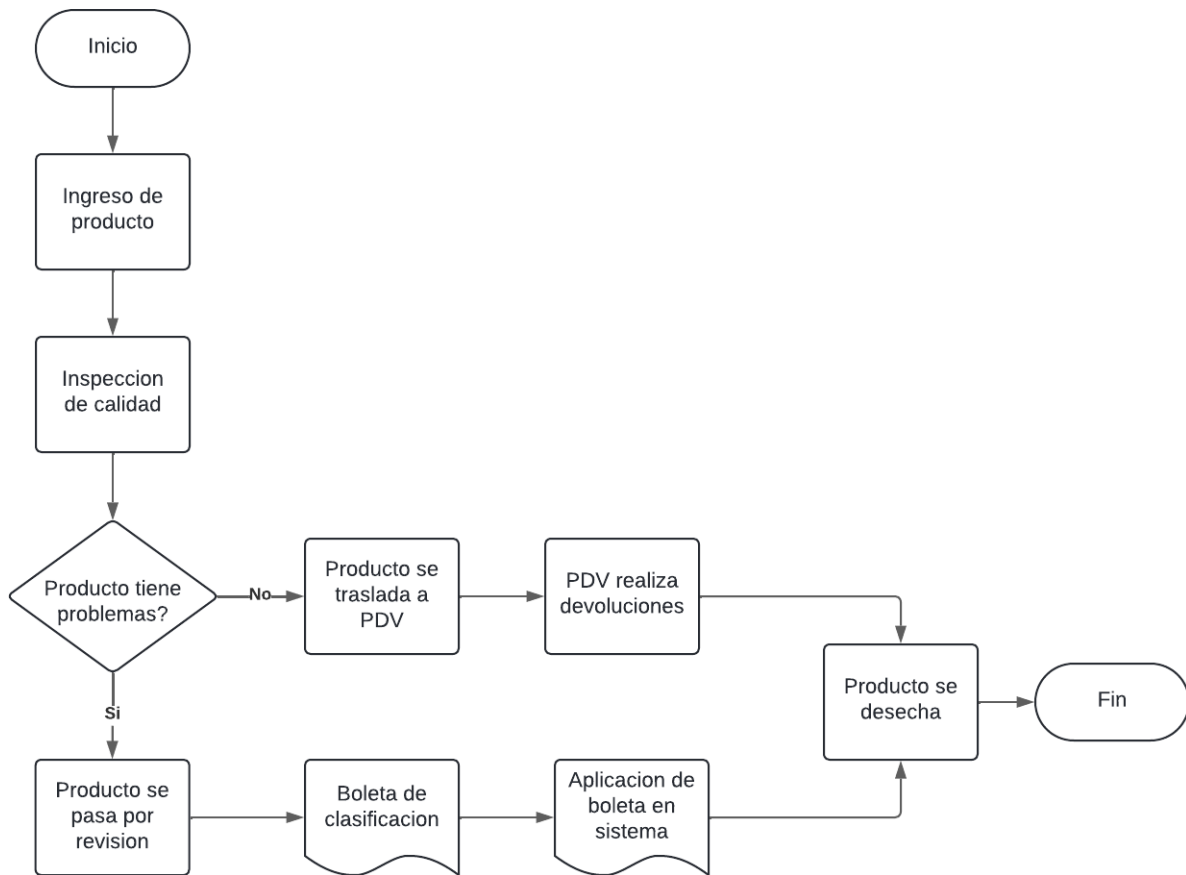 Inicio
Ingreso de
producto
Inspeccion
de calidad
Producto tiene
problemas?
No
Producto se
traslada a
PDV
PDV realiza
devoluciones
Si
Producto se
pasa por
revision
Boleta de
clasificacion
Aplicacion de
boleta en
sistema
Producto se
desecha
Fin